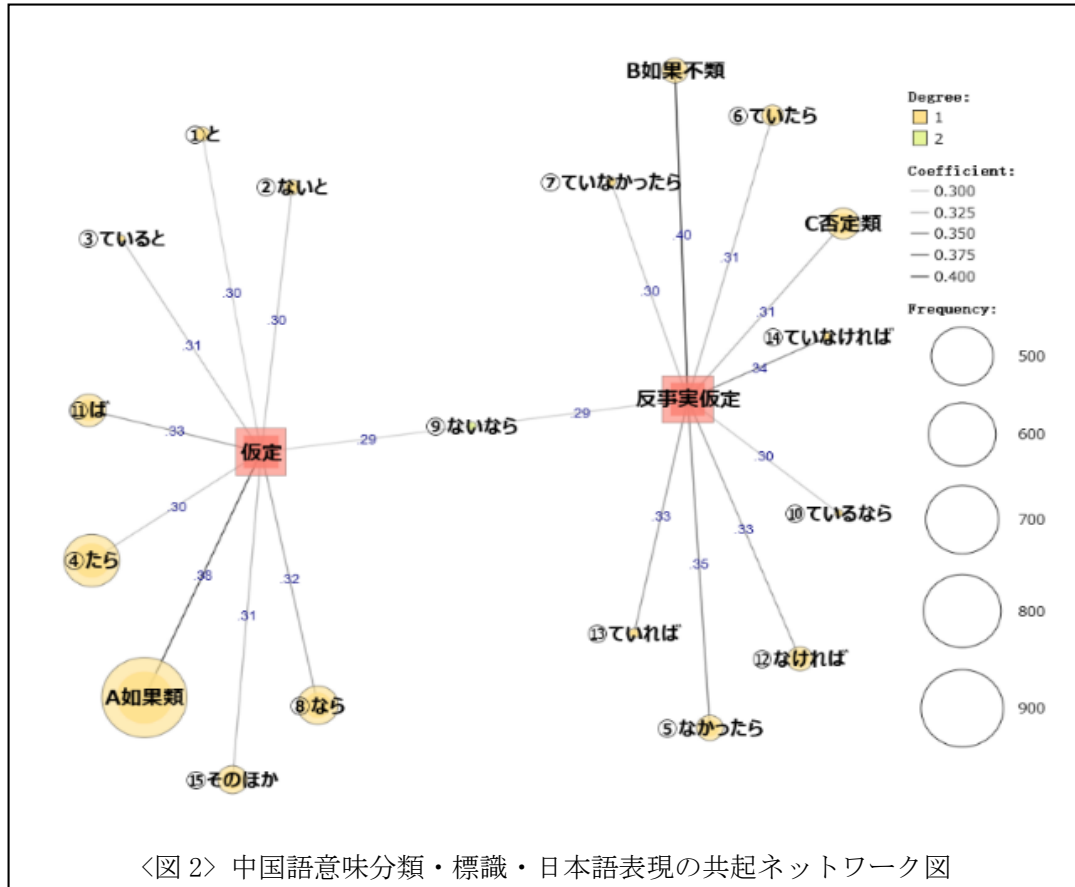 B如果不類
Degree:
1
2
⑥ていたら
①と
Coefficient:
0.300
0.325
0.350
0.375
0.400
②ないと
⑦ていなかったら
C否定類
③ていると
.40
.31
.30
.30
.30
.31
Frequency:
500
600
700
800
900
⑭ていなければ
.31
.34
反事実仮定
⑪ば
.33
⑨ないなら
.29
.29
仮定
.30
.30
⑩ているなら
④たら
.33
.33
.38
.32
.35
.31
⑬ていれば
⑫なければ
A如果類
⑧なら
⑤なかったら
⑮そのほか
<図 2> 中国語意味分類・標識・日本語表現の共起ネットワーク図